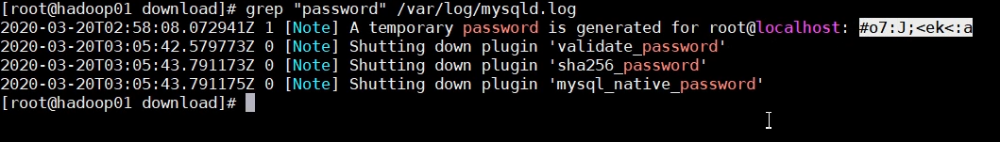 [root@hadoop01 download]# grep "password" /var/log/mysqld.log
2020-03-20T02:58:08.072941Z 1 [Note] A temporary password is generated for root@localhost: #o7:J;<ek<:a
2020-03-20T03:05:42.579773Z 0 [Note] Shutting down plugin 'validate_password'
2020-03-20T03:05:43.791173Z 0 [Note] Shutting down plugin 'sha256_password'
2020-03-20T03:05:43.791175Z 0 [Note] Shutting down plugin 'mysql_native_password'
[root@hadoop01 download]#